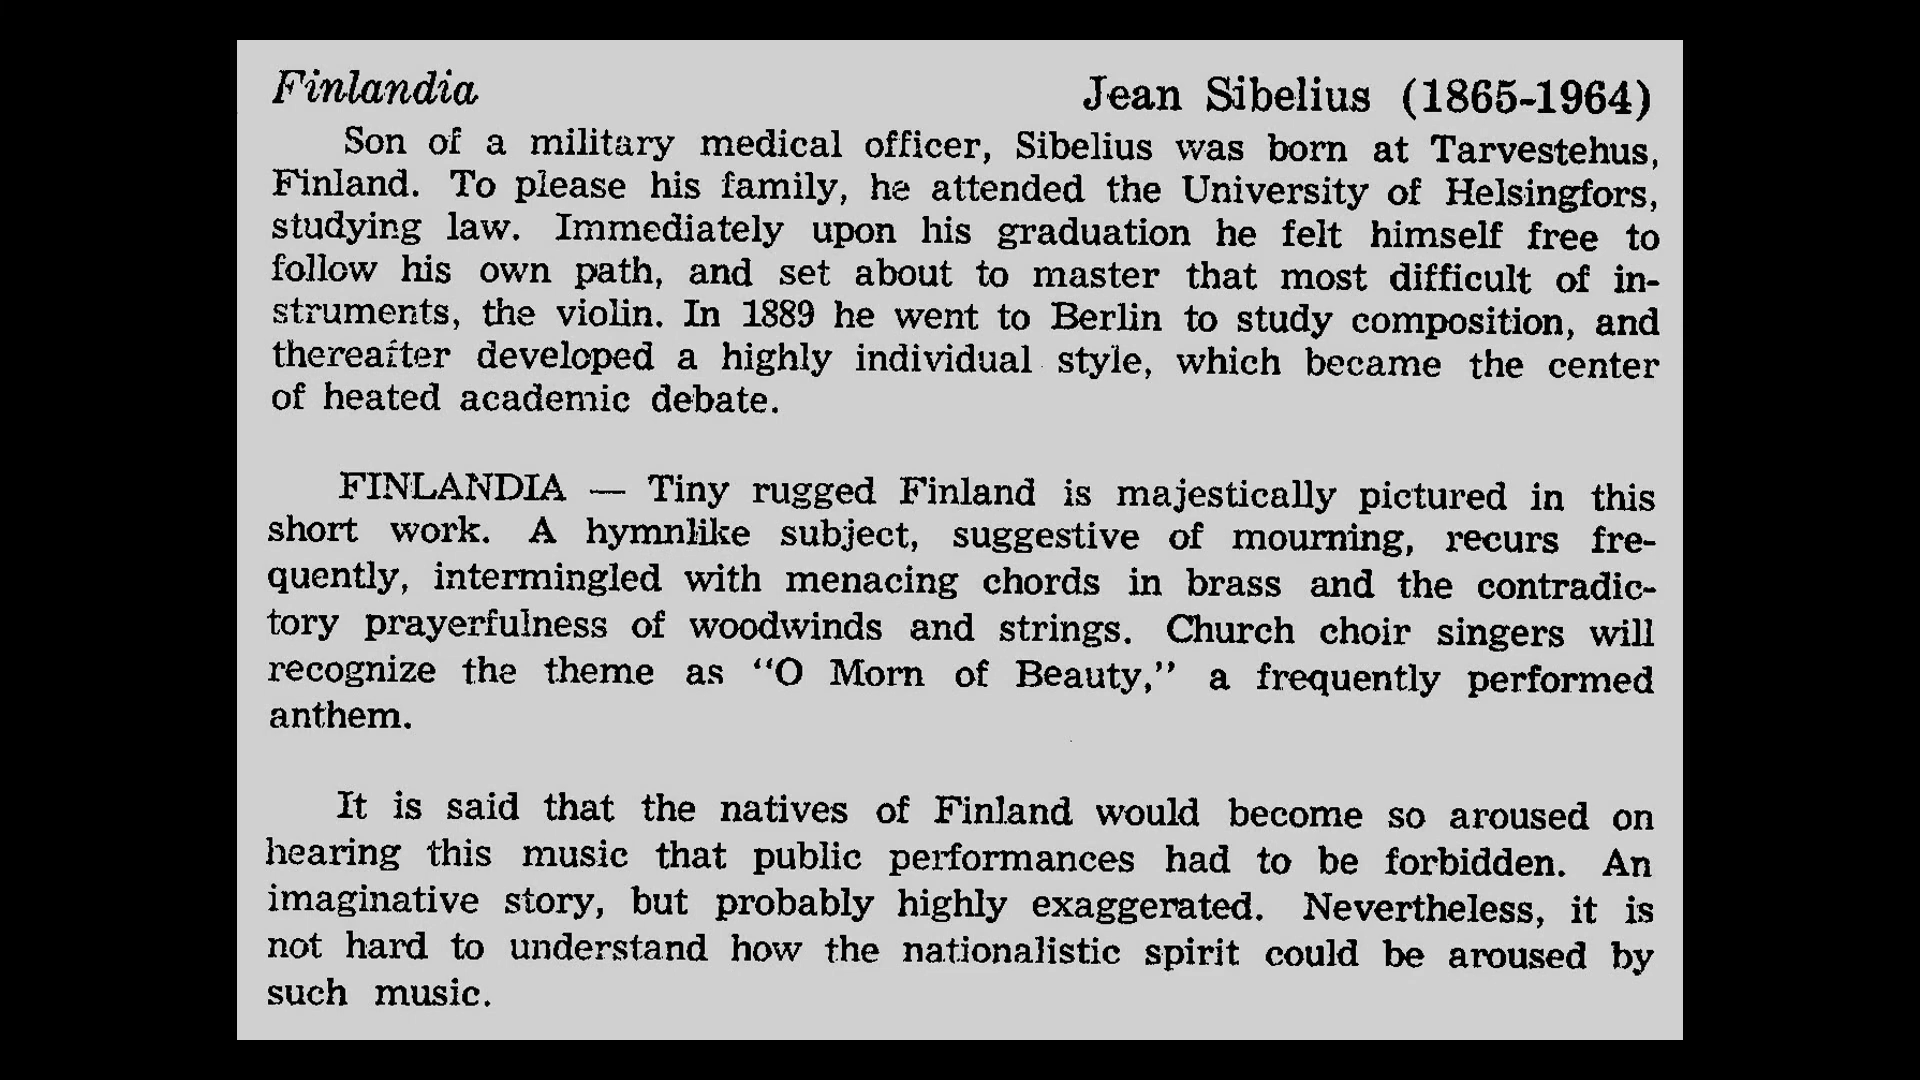 Finlandia Jean Sibelius (1865-1964)
Son of a military medical officer, Sibelius was born at Tarvestehus,
Finland. To please his family, he attended the University of Helsingfors,
studying law. Immediately upon his graduation he felt himself free to
follow his own path, and set about to master that most difficult of in-
struments, the violin. In 1889 he went to Berlin to study composition, and
thereafter developed a highly individual style, which became the center
of heated academic debate.
FINLANDIA — Tiny rugged Finland is majestically pictured in this
short work. A hymnlike subject, suggestive of mourning, recurs fre-
quently, intermingled with menacing chords in brass and the contradic-
tory prayerfulness of woodwinds and strings. Church choir singers will
recognize the theme as "O Morn of Beauty," a frequently performed
anthem.
It is said that the natives of Finland would become so aroused on
hearing this music that public performances had to be forbidden. An
imaginative story, but probably highly exaggerated. Nevertheless, it is
not hard to understand how the nationalistic spirit could be aroused by
such music.